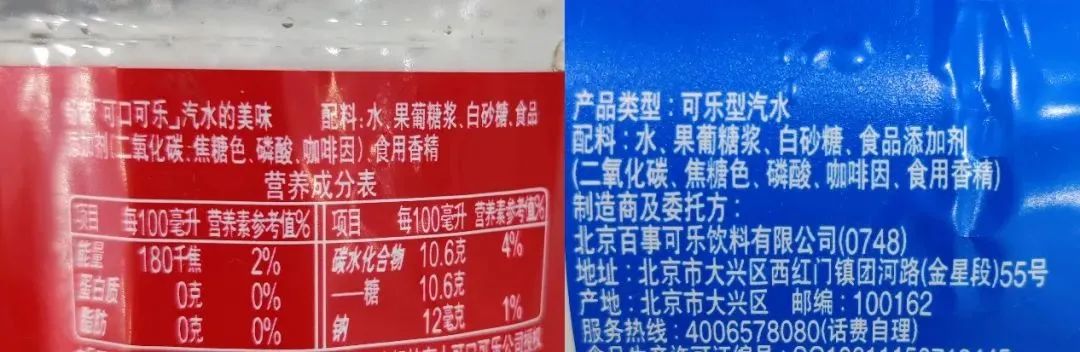 「可口可乐」汽水的美味 配料:水、果葡糖浆、白砂糖、食品
添加剂(二氧化碳、焦糖色、磷酸、咖啡因)、食用香精
营养成分表
项目 每100毫升 营养素参考值% 项目 每100毫升 营养素参考值%
能量 180千焦 2% 碳水化合物 10.6克 4%
蛋白质 0克 0% ——糖 10.6克
脂肪 0克 0% 钠 12毫克 1%
产品类型:可乐型汽水
配料:水、果葡糖浆、白砂糖、食品添加剂
(二氧化碳、焦糖色、磷酸、咖啡因、食用香精)
制造商及委托方:
北京百事可乐饮料有限公司(0748)
地址:北京市大兴区西红门镇团河路(金星段)55号
产地:北京市大兴区 邮编:100162
服务热线:4006578080(话费自理)